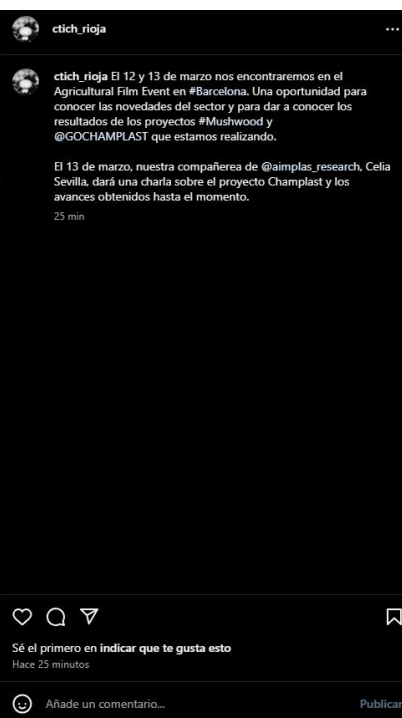 ctich_rioja
ctich_rioja El 12 y 13 de marzo nos encontraremos en el
Agricultural Film Event en #Barcelona. Una oportunidad para
conocer las novedades del sector y para dar a conocer los
resultados de los proyectos #Mushwood y
@GOCHAMPLAST que estamos realizando.
El 13 de marzo, nuestra compañerea de @aimplas_research, Celia
Sevilla, dará una charla sobre el proyecto Champlast y los
avances obtenidos hasta el momento.
25 min
Sé el primero en indicar que te gusta esto
Hace 25 minutos
Añade un comentario...
Publicar